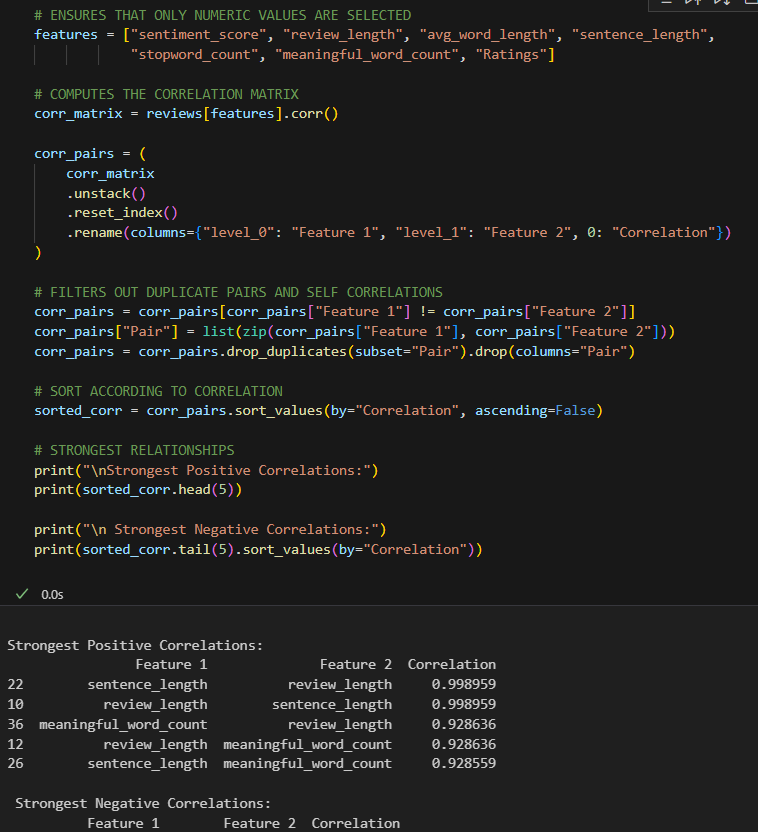 # ENSURES THAT ONLY NUMERIC VALUES ARE SELECTED
features = ["sentiment_score", "review_length", "avg_word_length", "sentence_length",
            "stopword_count", "meaningful_word_count", "Ratings"]
# COMPUTES THE CORRELATION MATRIX
corr_matrix = reviews[features].corr()
corr_pairs = (
    corr_matrix
    .unstack()
    .reset_index()
    .rename(columns={"level_0": "Feature 1", "level_1": "Feature 2", 0: "Correlation"})
)
# FILTERS OUT DUPLICATE PAIRS AND SELF CORRELATIONS
corr_pairs = corr_pairs[corr_pairs["Feature 1"] != corr_pairs["Feature 2"]]
corr_pairs["Pair"] = list(zip(corr_pairs["Feature 1"], corr_pairs["Feature 2"]))
corr_pairs = corr_pairs.drop_duplicates(subset="Pair").drop(columns="Pair")
# SORT ACCORDING TO CORRELATION
sorted_corr = corr_pairs.sort_values(by="Correlation", ascending=False)
# STRONGEST RELATIONSHIPS
print("\nStrongest Positive Correlations:")
print(sorted_corr.head(5))
print("\n Strongest Negative Correlations:")
print(sorted_corr.tail(5).sort_values(by="Correlation"))
0.0s
Strongest Positive Correlations:
                Feature 1              Feature 2  Correlation
22        sentence_length          review_length     0.998959
10          review_length        sentence_length     0.998959
36  meaningful_word_count          review_length     0.928636
12          review_length  meaningful_word_count     0.928636
26        sentence_length  meaningful_word_count     0.928559
 Strongest Negative Correlations:
          Feature 1        Feature 2  Correlation